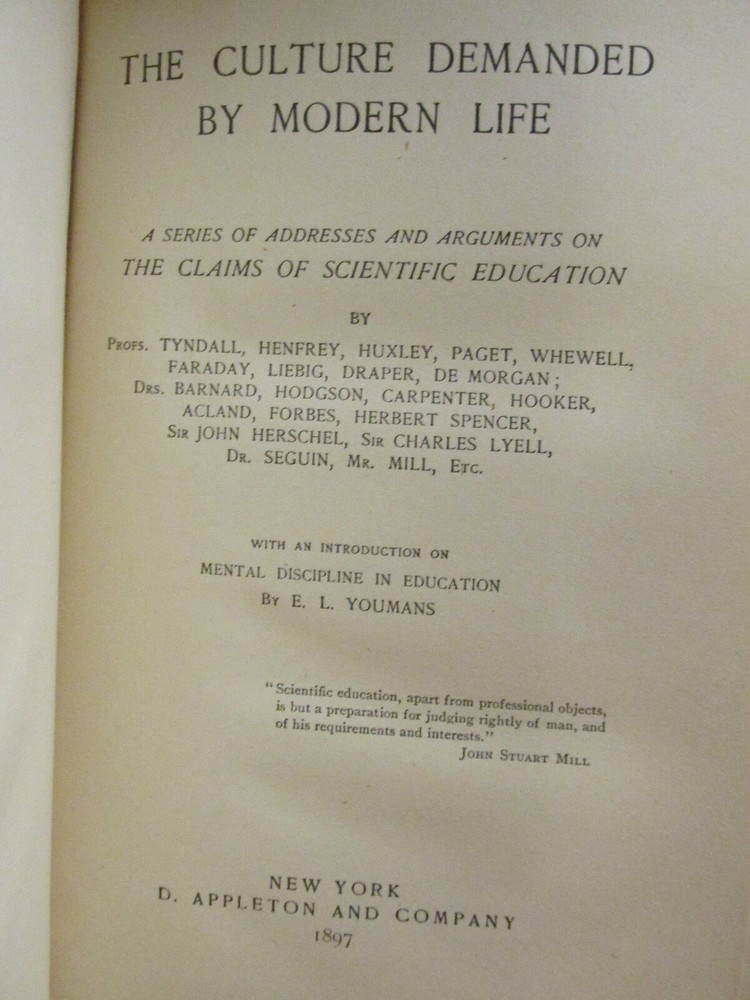 THE CULTURE DEMANDED
BY MODERN LIFE
A SERIES OF ADDRESSES AND ARGUMENTS ON
THE CLAIMS OF SCIENTIFIC EDUCATION
BY
PROFS. TYNDALL, HENFREY, HUXLEY, PAGET, WHEWELL,
FARADAY, LIEBIG, DRAPER, DE MORGAN;
DRS. BARNARD, HODGSON, CARPENTER, HOOKER,
ACLAND, FORBES, HERBERT SPENCER,
SIR JOHN HERSCHEL, SIR CHARLES LYELL,
DR. SEGUIN, MR. MILL, ETC.
WITH AN INTRODUCTION ON
MENTAL DISCIPLINE IN EDUCATION
BY E. L. YOUMANS
"Scientific education, apart from professional objects,
is but a preparation for judging rightly of man, and
of his requirements and interests."
JOHN STUART MILL
NEW YORK
D. APPLETON AND COMPANY
1897